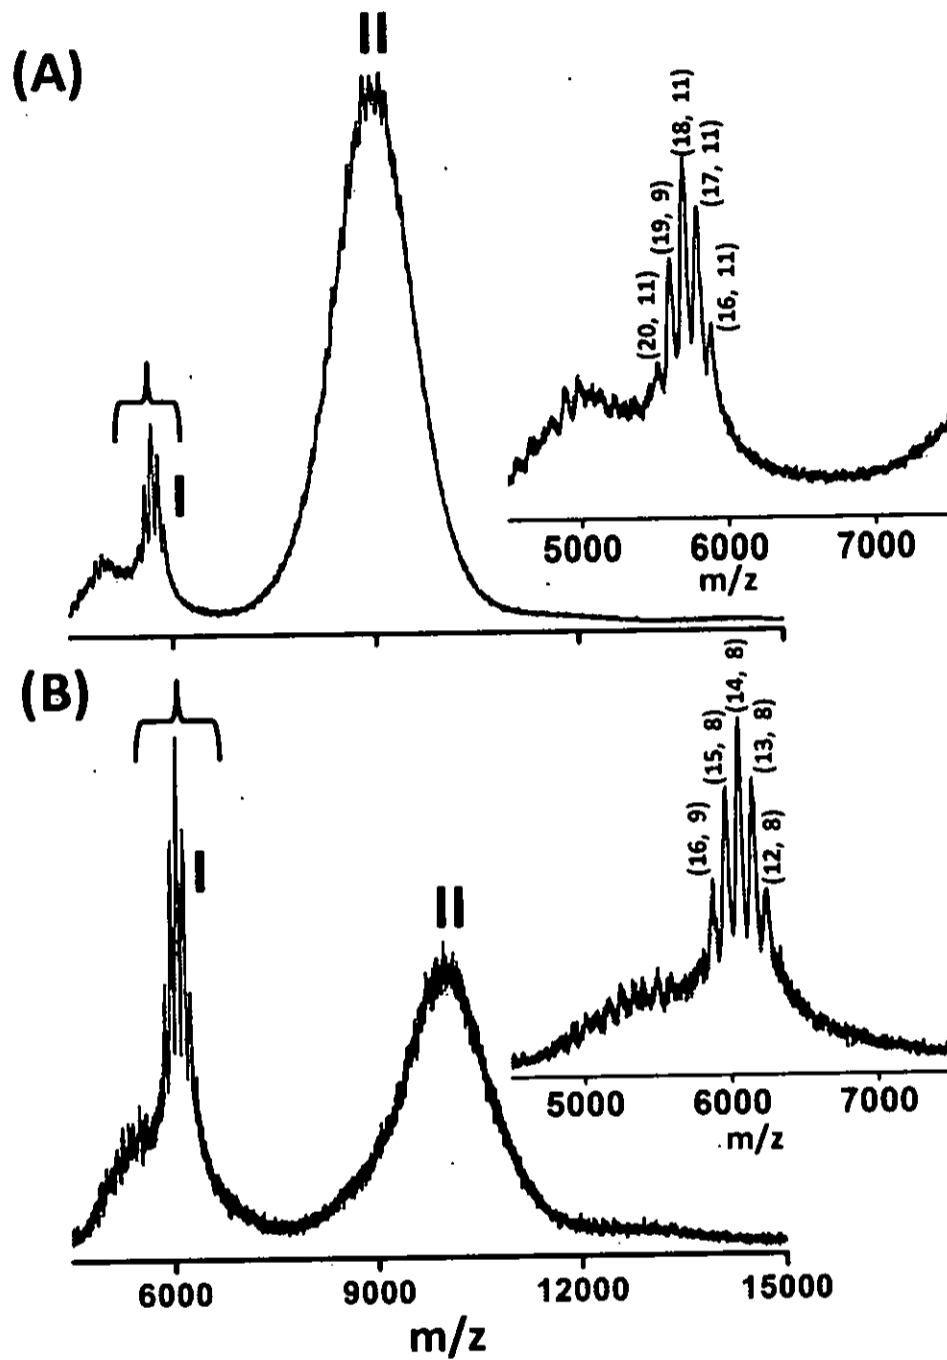 (A)
II
I
(20, 11)
(19, 9)
(18, 11)
(17, 11)
(16, 11)
5000 6000 7000
m/z
(B)
I
II
(16, 9)
(15, 8)
(14, 8)
(13, 8)
(12, 8)
5000 6000 7000
m/z
6000 9000 12000 15000
m/z